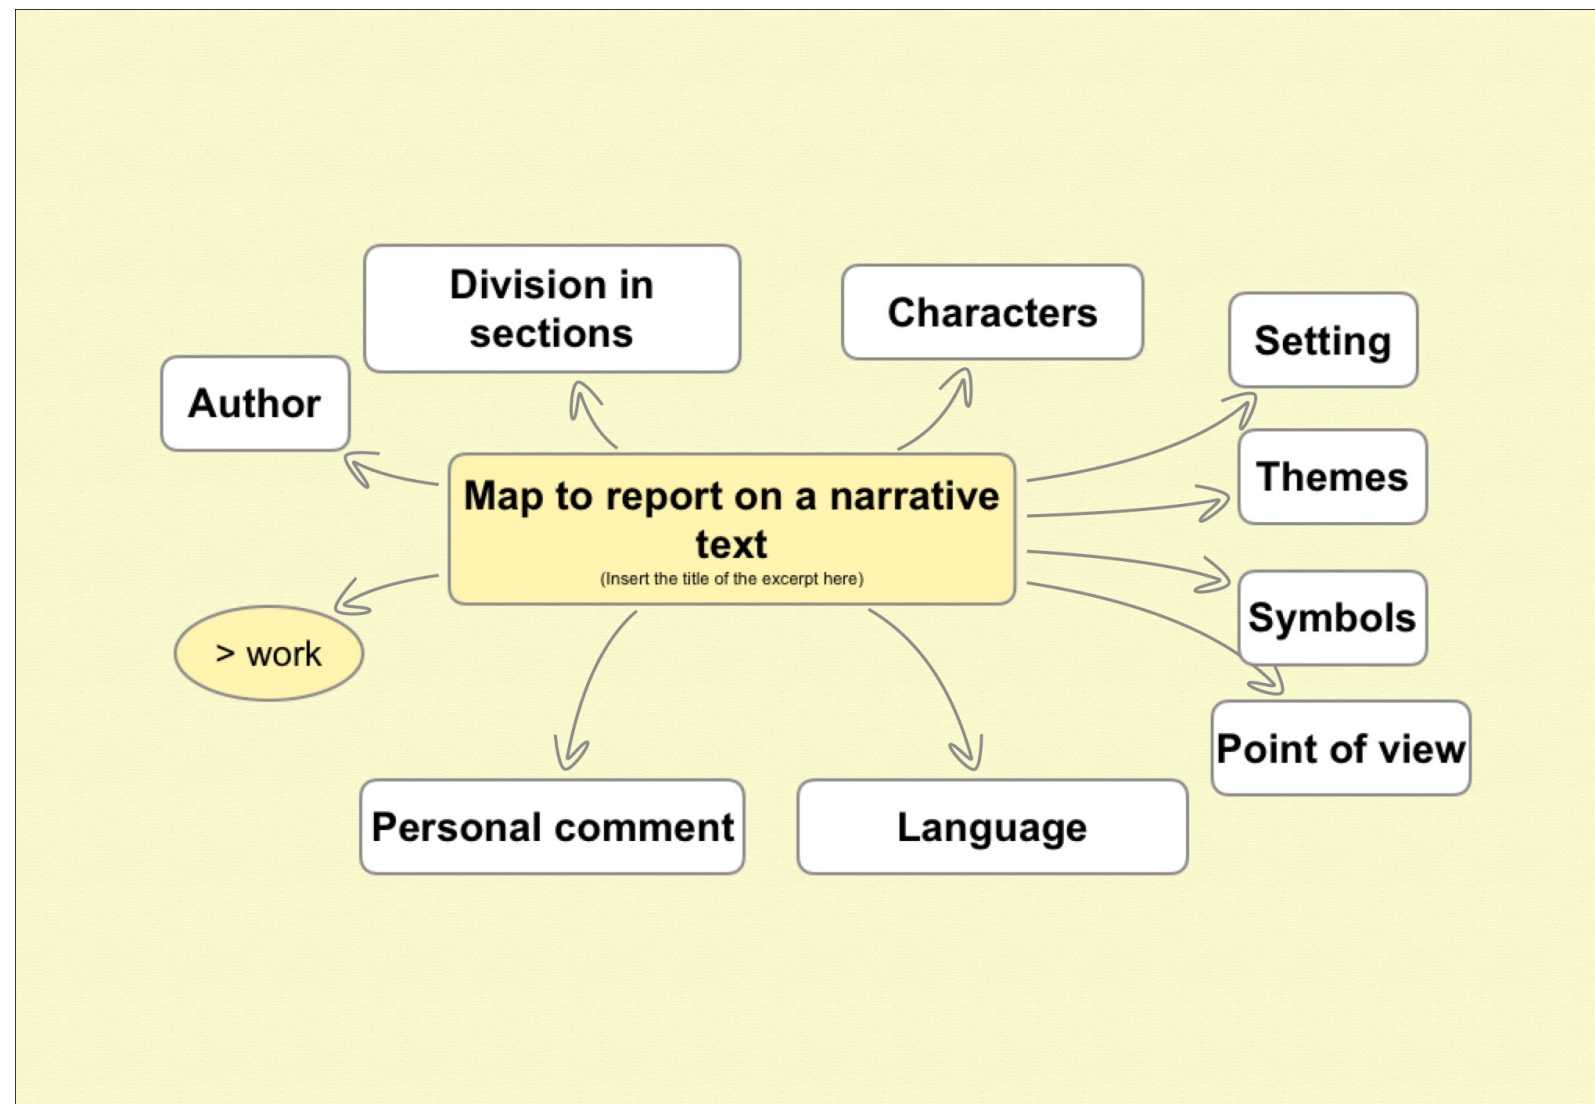 Division in
sections
Characters
Setting
Author
Themes
Map to report on a narrative
text
(Insert the title of the excerpt here)
Symbols
> work
Point of view
Personal comment
Language